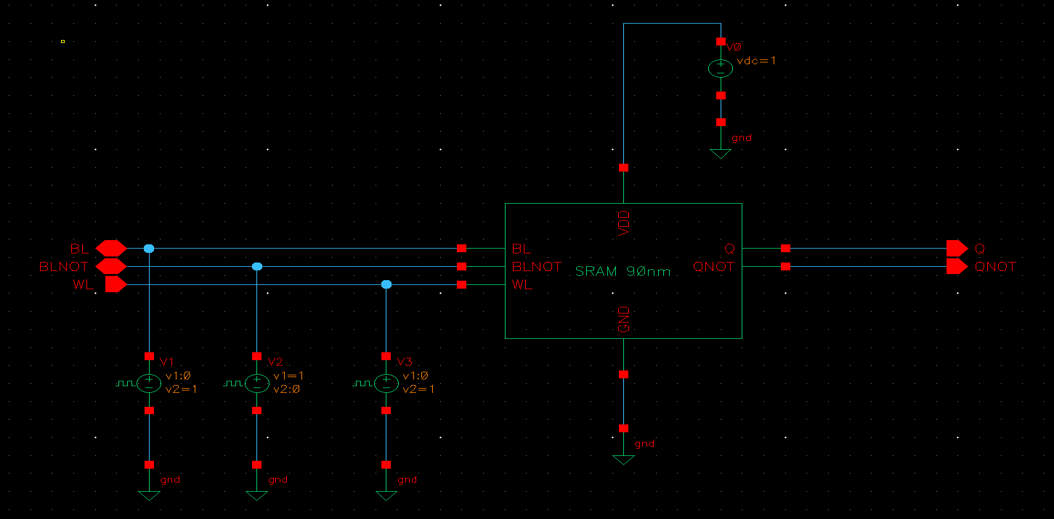 V0
vdc=1
gnd
VDD
BL
BL
Q
Q
BLNOT
BLNOT
SRAM 90nm
QNOT
QNOT
WL
WL
GND
V1
v1:0
v2=1
V2
v1=1
v2:0
V3
v1:0
v2=1
gnd
gnd
gnd
gnd